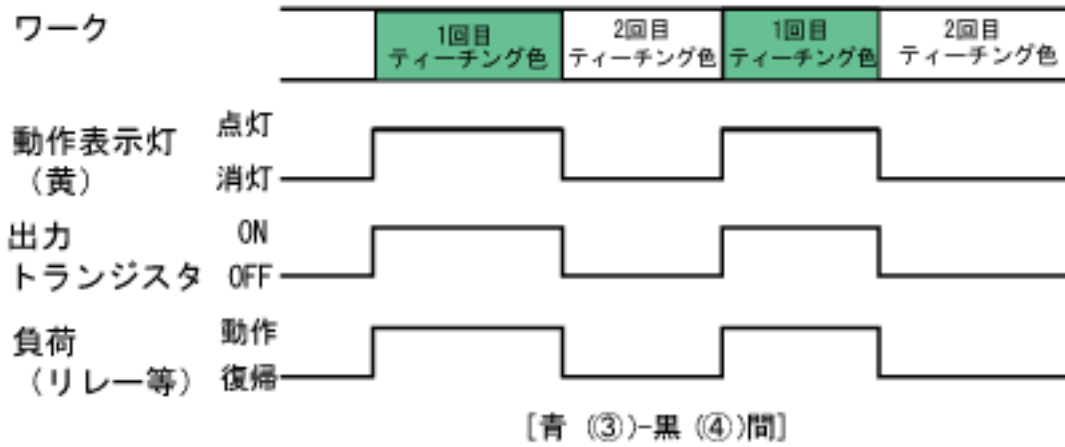 ワーク
1回目
ティーチング色
2回目
ティーチング色
1回目
ティーチング色
2回目
ティーチング色
動作表示灯
(黄)
点灯
消灯
出力
トランジスタ
ON
OFF
負荷
(リレー等)
動作
復帰
[青 (③)-黒 (④)間]